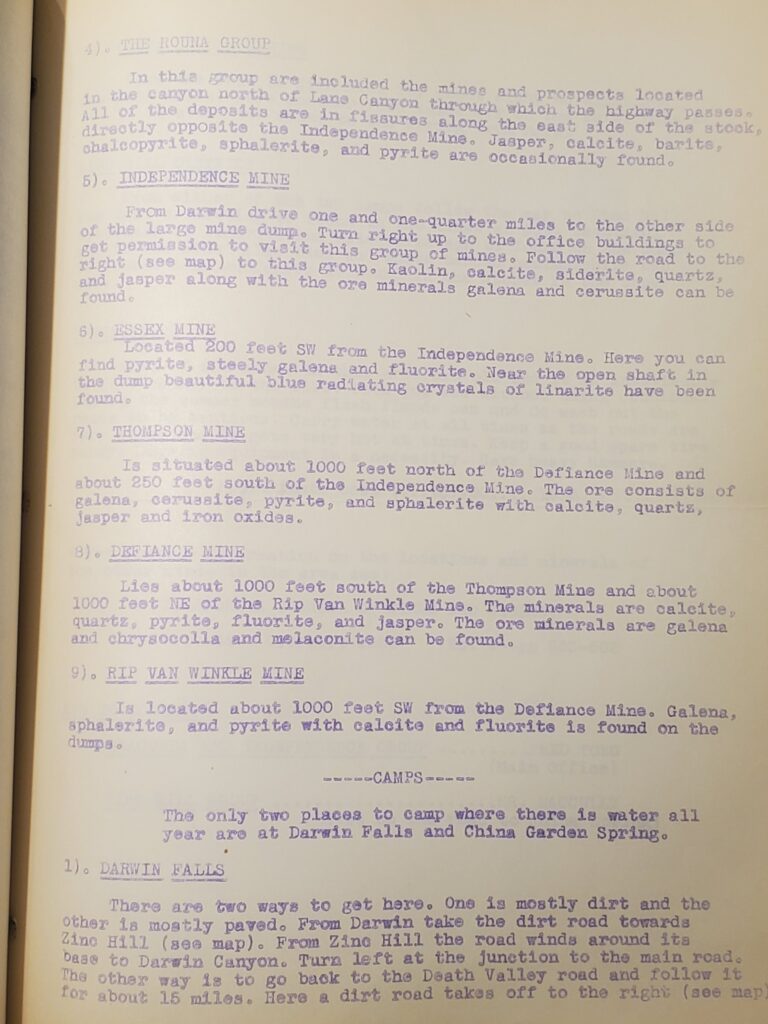 4). THE ROUNA GROUP
In this group are included the mines and prospects located
in the canyon north of Lane Canyon through which the highway passes.
All of the deposits are in fissures along the east side of the stock,
directly opposite the Independence Mine. Jasper, calcite, barite,
chalcopyrite, sphalerite, and pyrite are occasionally found.
5). INDEPENDENCE MINE
From Darwin drive one and one-quarter miles to the other side
of the large mine dump. Turn right up to the office buildings to
get permission to visit this group of mines. Follow the road to the
right (see map) to this group. Kaolin, calcite, siderite, quartz,
and jasper along with the ore minerals galena and cerussite can be
found.
6). ESSEX MINE
Located 200 feet SW from the Independence Mine. Here you can
find pyrite, steely galena and fluorite. Near the open shaft in
the dump beautiful blue radiating crystals of linarite have been
found.
7). THOMPSON MINE
Is situated about 1000 feet north of the Defiance Mine and
about 250 feet south of the Independence Mine. The ore consists of
galena, cerussite, pyrite, and sphalerite with calcite, quartz,
jasper and iron oxides.
8). DEFIANCE MINE
Lies about 1000 feet south of the Thompson Mine and about
1000 feet NE of the Rip Van Winkle Mine. The minerals are calcite,
quartz, pyrite, fluorite, and jasper. The ore minerals are galena
and chrysocolla and melaconite can be found.
9). RIP VAN WINKLE MINE
Is located about 1000 feet SW from the Defiance Mine. Galena,
sphalerite, and pyrite with calcite and fluorite is found on the
dumps.
-----CAMPS-----
The only two places to camp where there is water all
year are at Darwin Falls and China Garden Spring.
1). DARWIN FALLS
There are two ways to get here. One is mostly dirt and the
other is mostly paved. From Darwin take the dirt road towards
Zinc Hill (see map). From Zinc Hill the road winds around its
base to Darwin Canyon. Turn left at the junction to the main road.
The other way is to go back to the Death Valley road and follow it
for about 15 miles. Here a dirt road takes off to the right (see map)